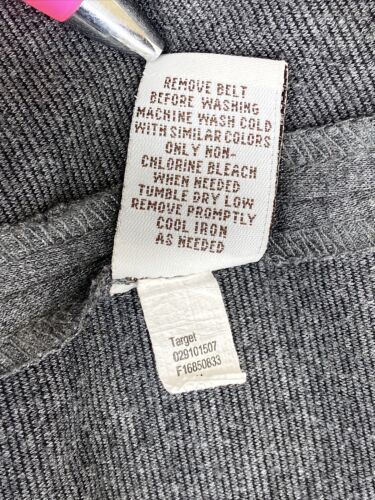 REMOVE BELT
BEFORE WASHING
MACHINE WASH COLD
WITH SIMILAR COLORS
ONLY NON-
CHLORINE BLEACH
WHEN NEEDED
TUMBLE DRY LOW
REMOVE PROMPTLY
COOL IRON
AS NEEDED
Target
029101507
F16850833